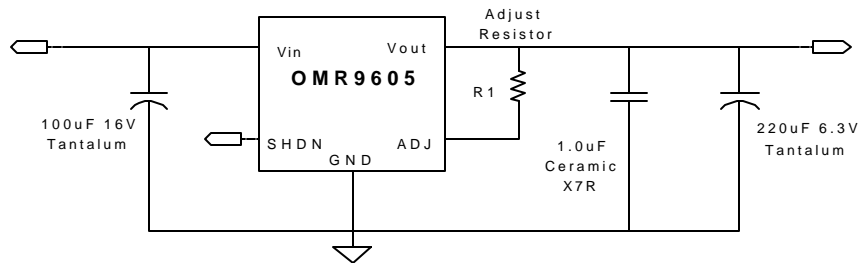 Adjust
Resistor
Vin
Vout
OMR9605
R1
100uF 16V
Tantalum
SHDN
ADJ
GND
1.0uF
Ceramic
X7R
220uF 6.3V
Tantalum